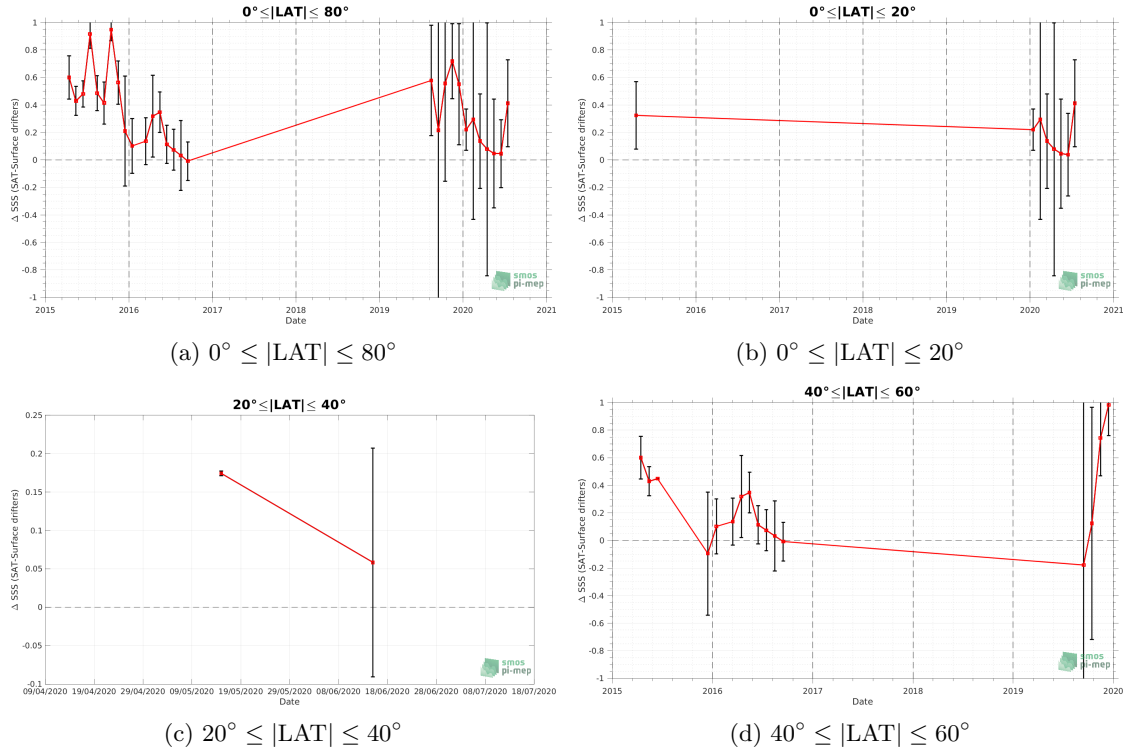 0°≤|LAT|≤ 80°
1
0.8
0.6
0.4
0.2
0
-0.2
-0.4
-0.6
-0.8
-1
Δ SSS (SAT-Surface drifters)
2015 2016 2017 2018 2019 2020 2021
Date
smos
pi-mep
(a) 0° ≤ |LAT| ≤ 80°
0°≤|LAT|≤ 20°
1
0.8
0.6
0.4
0.2
0
-0.2
-0.4
-0.6
-0.8
-1
Δ SSS (SAT-Surface drifters)
2015 2016 2017 2018 2019 2020 2021
Date
smos
pi-mep
(b) 0° ≤ |LAT| ≤ 20°
20°≤|LAT|≤ 40°
0.25
0.2
0.15
0.1
0.05
0
-0.05
-0.1
Δ SSS (SAT-Surface drifters)
09/04/2020 19/04/2020 29/04/2020 09/05/2020 19/05/2020 29/05/2020 08/06/2020 18/06/2020 28/06/2020 08/07/2020 18/07/2020
Date
smos
pi-mep
(c) 20° ≤ |LAT| ≤ 40°
40°≤|LAT|≤ 60°
1
0.8
0.6
0.4
0.2
0
-0.2
-0.4
-0.6
-0.8
-1
Δ SSS (SAT-Surface drifters)
2015 2016 2017 2018 2019 2020
Date
smos
pi-mep
(d) 40° ≤ |LAT| ≤ 60°